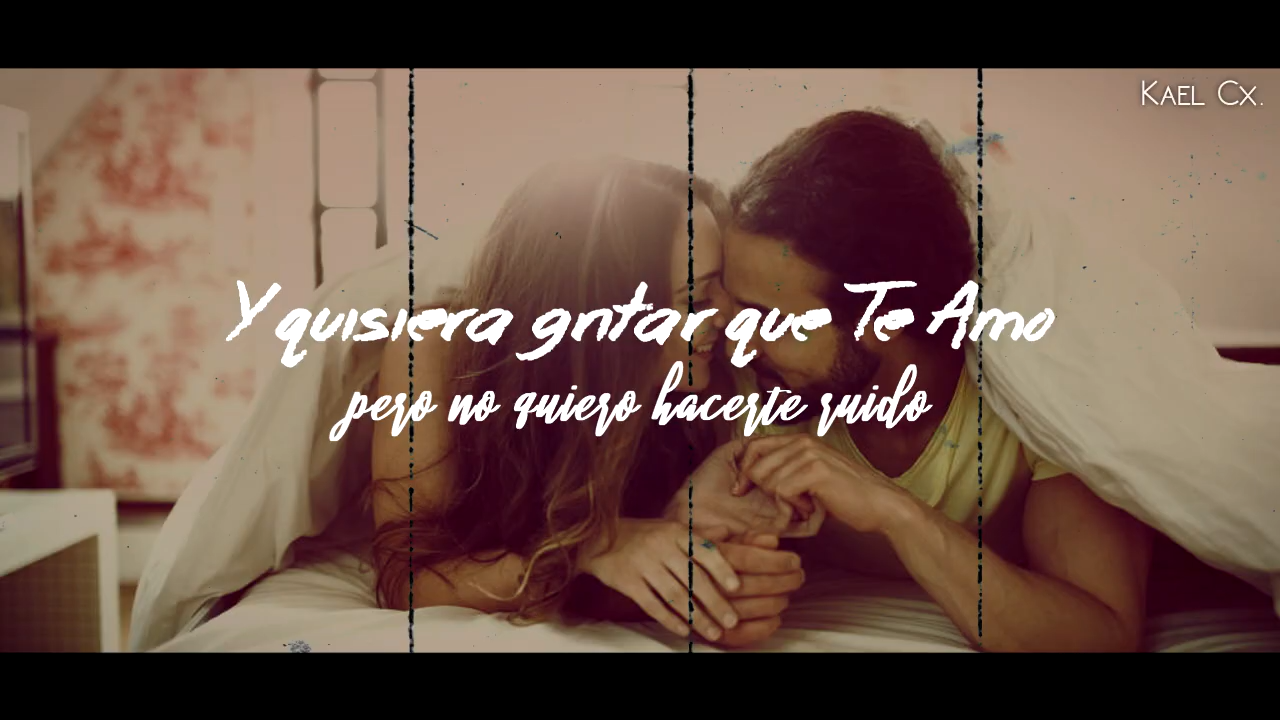 KAEL CX.
Y quisiera gritar que Te Amo
pero no quiero hacerte ruido